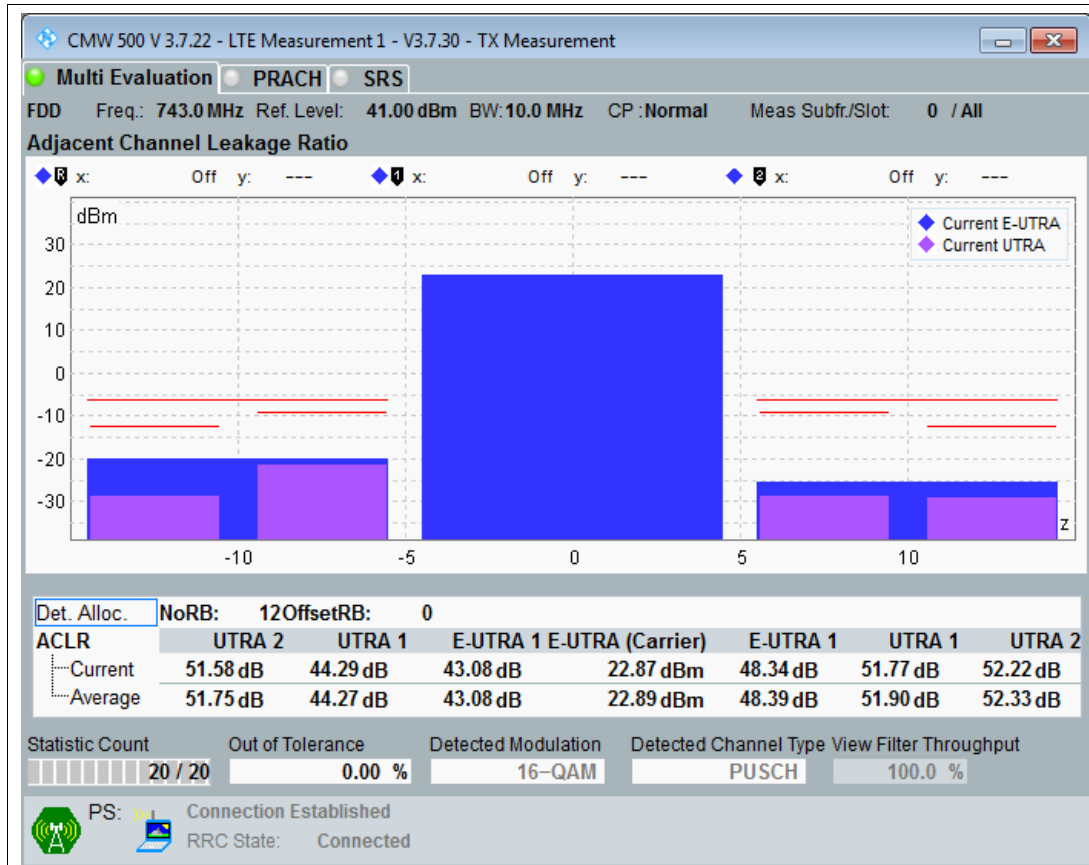 CMW 500 V 3.7.22 - LTE Measurement 1 - V3.7.30 - TX Measurement
Multi Evaluation PRACH SRS
FDD Freq.: 743.0 MHz Ref. Level: 41.00 dBm BW: 10.0 MHz CP : Normal Meas Subfr./Slot: 0 / All
Adjacent Channel Leakage Ratio
R x: Off y: --- 1 x: Off y: --- 2 x: Off y: ---
dBm
Current E-UTRA
Current UTRA
30
20
10
0
-10
-20
-30
z
-10 -5 0 5 10
Det. Alloc. NoRB: 12 OffsetRB: 0
ACLR UTRA 2 UTRA 1 E-UTRA 1 E-UTRA (Carrier) E-UTRA 1 UTRA 1 UTRA 2
Current 51.58 dB 44.29 dB 43.08 dB 22.87 dBm 48.34 dB 51.77 dB 52.22 dB
Average 51.75 dB 44.27 dB 43.08 dB 22.89 dBm 48.39 dB 51.90 dB 52.33 dB
Statistic Count Out of Tolerance Detected Modulation Detected Channel Type View Filter Throughput
20 / 20 0.00 % 16-QAM PUSCH 100.0 %
PS: Connection Established
RRC State: Connected